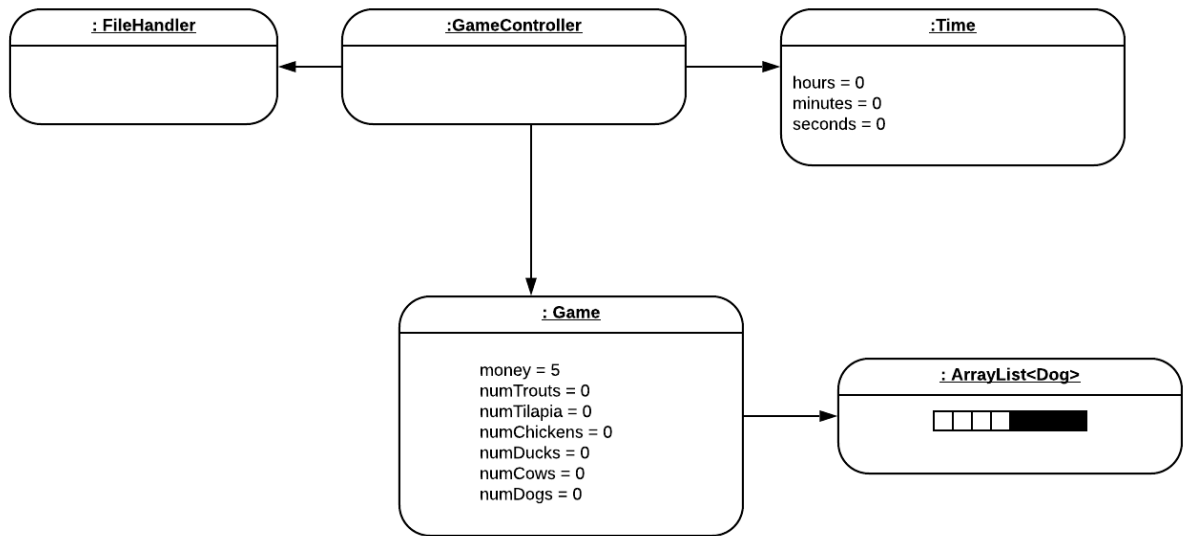 : FileHandler
:GameController
:Time
hours = 0
minutes = 0
seconds = 0
: Game
money = 5
numTrouts = 0
numTilapia = 0
numChickens = 0
numDucks = 0
numCows = 0
numDogs = 0
: ArrayList<Dog>